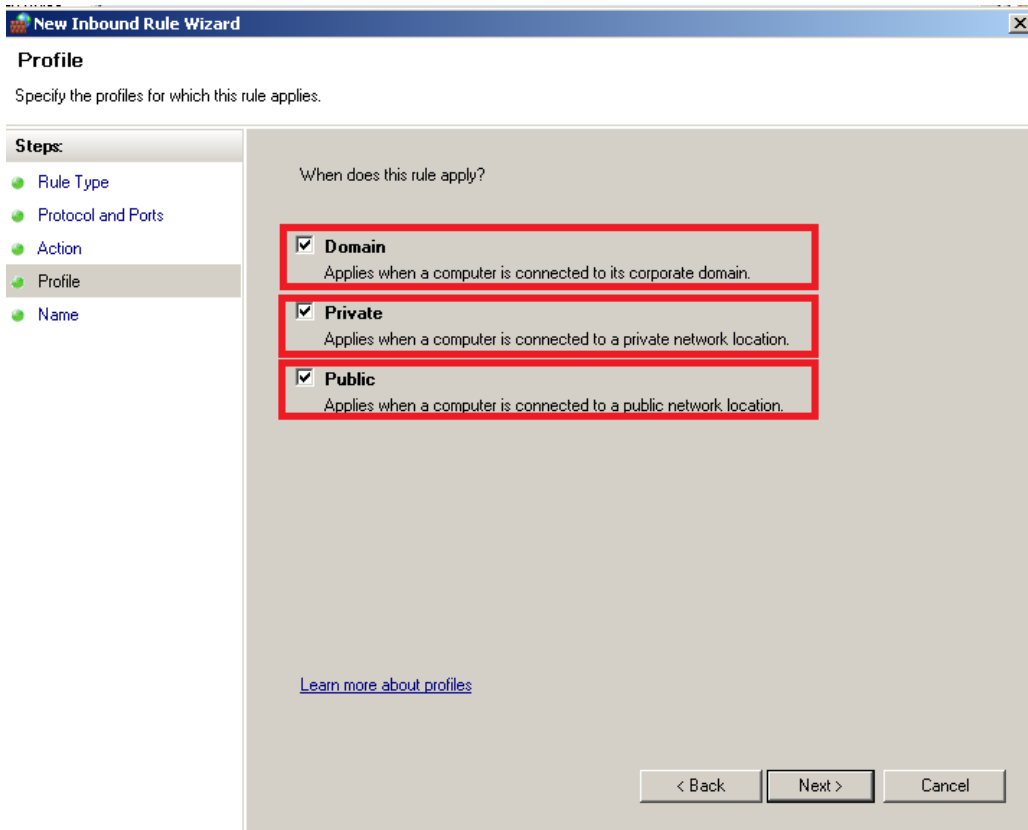 New Inbound Rule Wizard
Profile
Specify the profiles for which this rule applies.
Steps:
Rule Type
Protocol and Ports
Action
Profile
Name
When does this rule apply?
Domain
Applies when a computer is connected to its corporate domain.
Private
Applies when a computer is connected to a private network location.
Public
Applies when a computer is connected to a public network location.
Learn more about profiles
< Back
Next >
Cancel